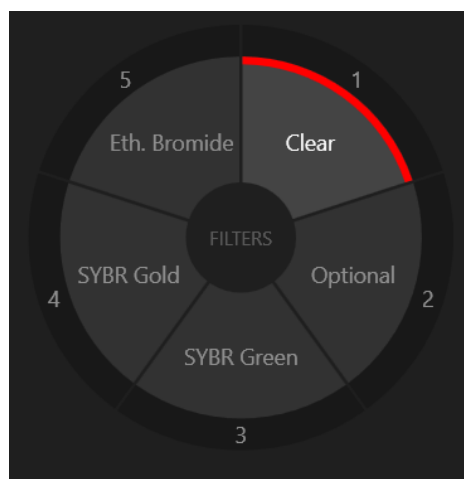 5
1
Eth. Bromide
Clear
FILTERS
SYBR Gold
Optional
4
2
SYBR Green
3